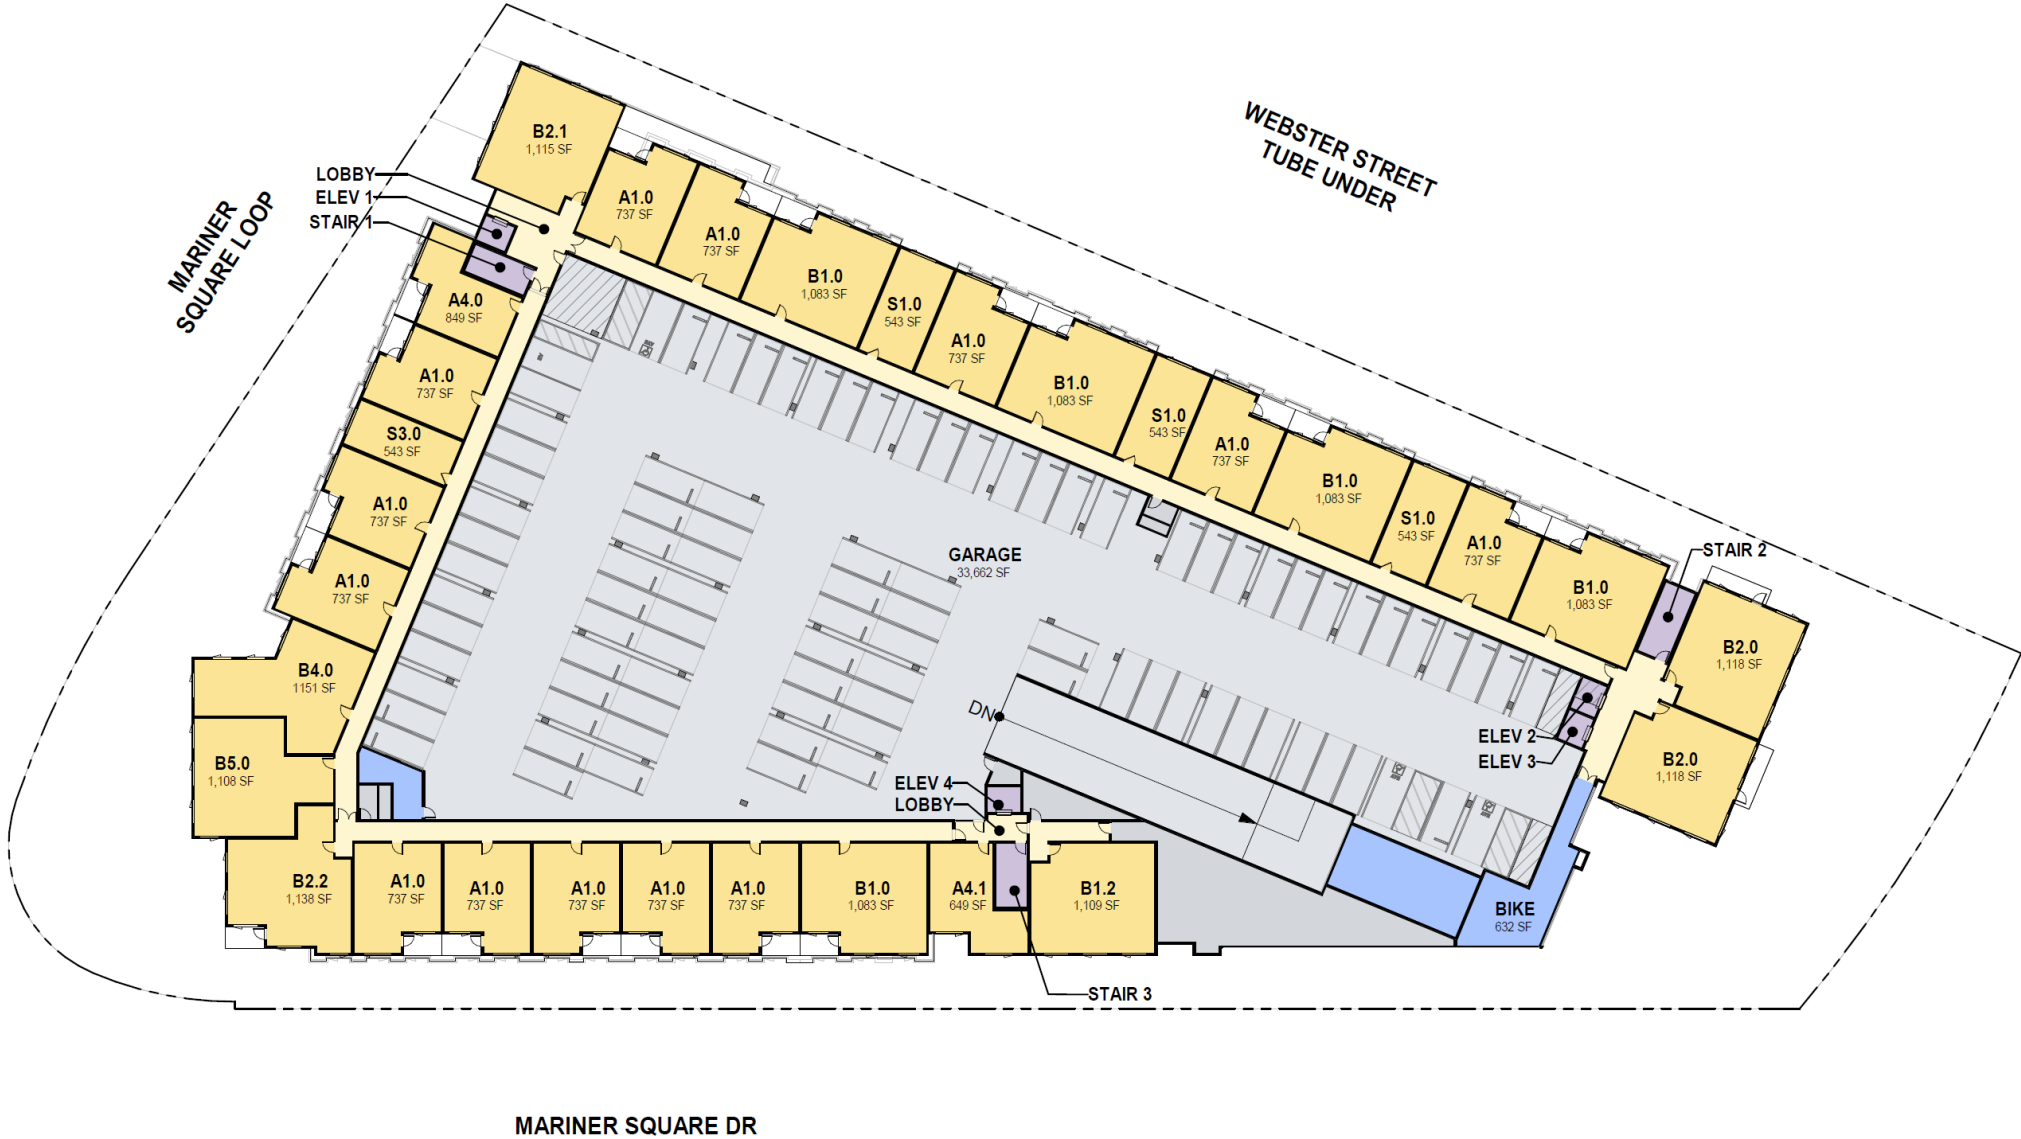 WEBSTER STREET
TUBE UNDER
MARINER
SQUARE LOOP
LOBBY
ELEV 1
STAIR 1
B2.1
1,115 SF
A1.0
737 SF
A1.0
737 SF
B1.0
1,083 SF
S1.0
543 SF
A1.0
737 SF
B1.0
1,083 SF
S1.0
543 SF
A1.0
737 SF
B1.0
1,083 SF
S1.0
543 SF
A1.0
737 SF
B1.0
1,083 SF
STAIR 2
B2.0
1,118 SF
B2.0
1,118 SF
ELEV 2
ELEV 3
A4.0
849 SF
A1.0
737 SF
S3.0
543 SF
A1.0
737 SF
A1.0
737 SF
B4.0
1151 SF
B5.0
1,108 SF
GARAGE
33,662 SF
DN
ELEV 4
LOBBY
B2.2
1,138 SF
A1.0
737 SF
A1.0
737 SF
A1.0
737 SF
A1.0
737 SF
A1.0
737 SF
B1.0
1,083 SF
A4.1
649 SF
B1.2
1,109 SF
BIKE
632 SF
STAIR 3
MARINER SQUARE DR